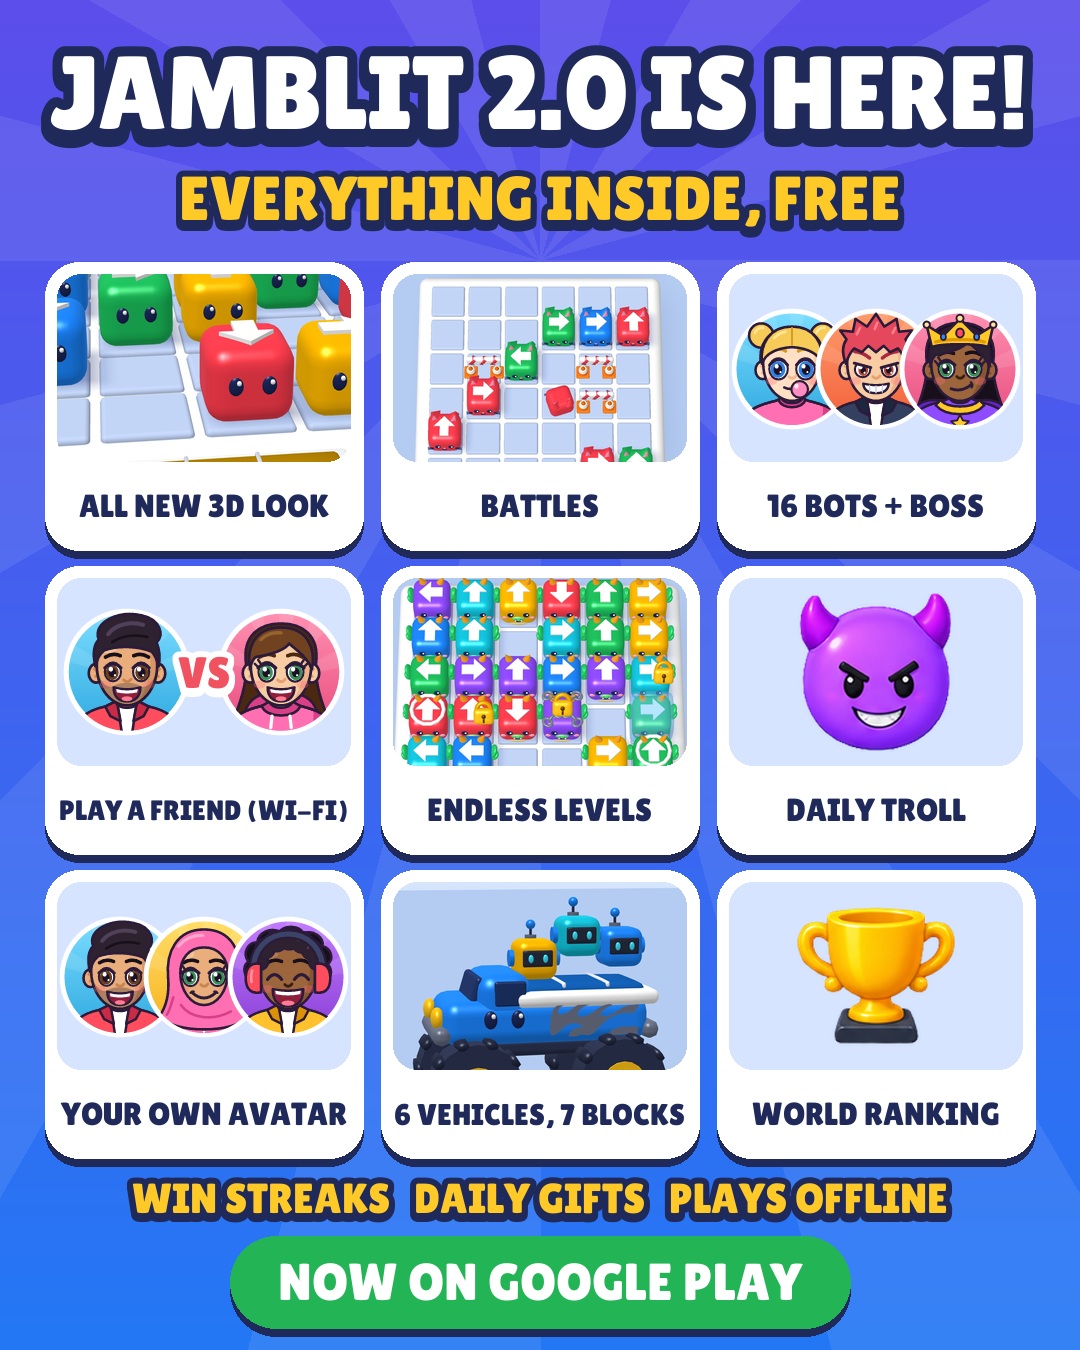 JAMBLIT 2.0 IS HERE!
EVERYTHING INSIDE, FREE
ALL NEW 3D LOOK
BATTLES
16 BOTS + BOSS
VS
PLAY A FRIEND (WI-FI)
ENDLESS LEVELS
DAILY TROLL
YOUR OWN AVATAR
6 VEHICLES, 7 BLOCKS
WORLD RANKING
WIN STREAKS DAILY GIFTS PLAYS OFFLINE
NOW ON GOOGLE PLAY